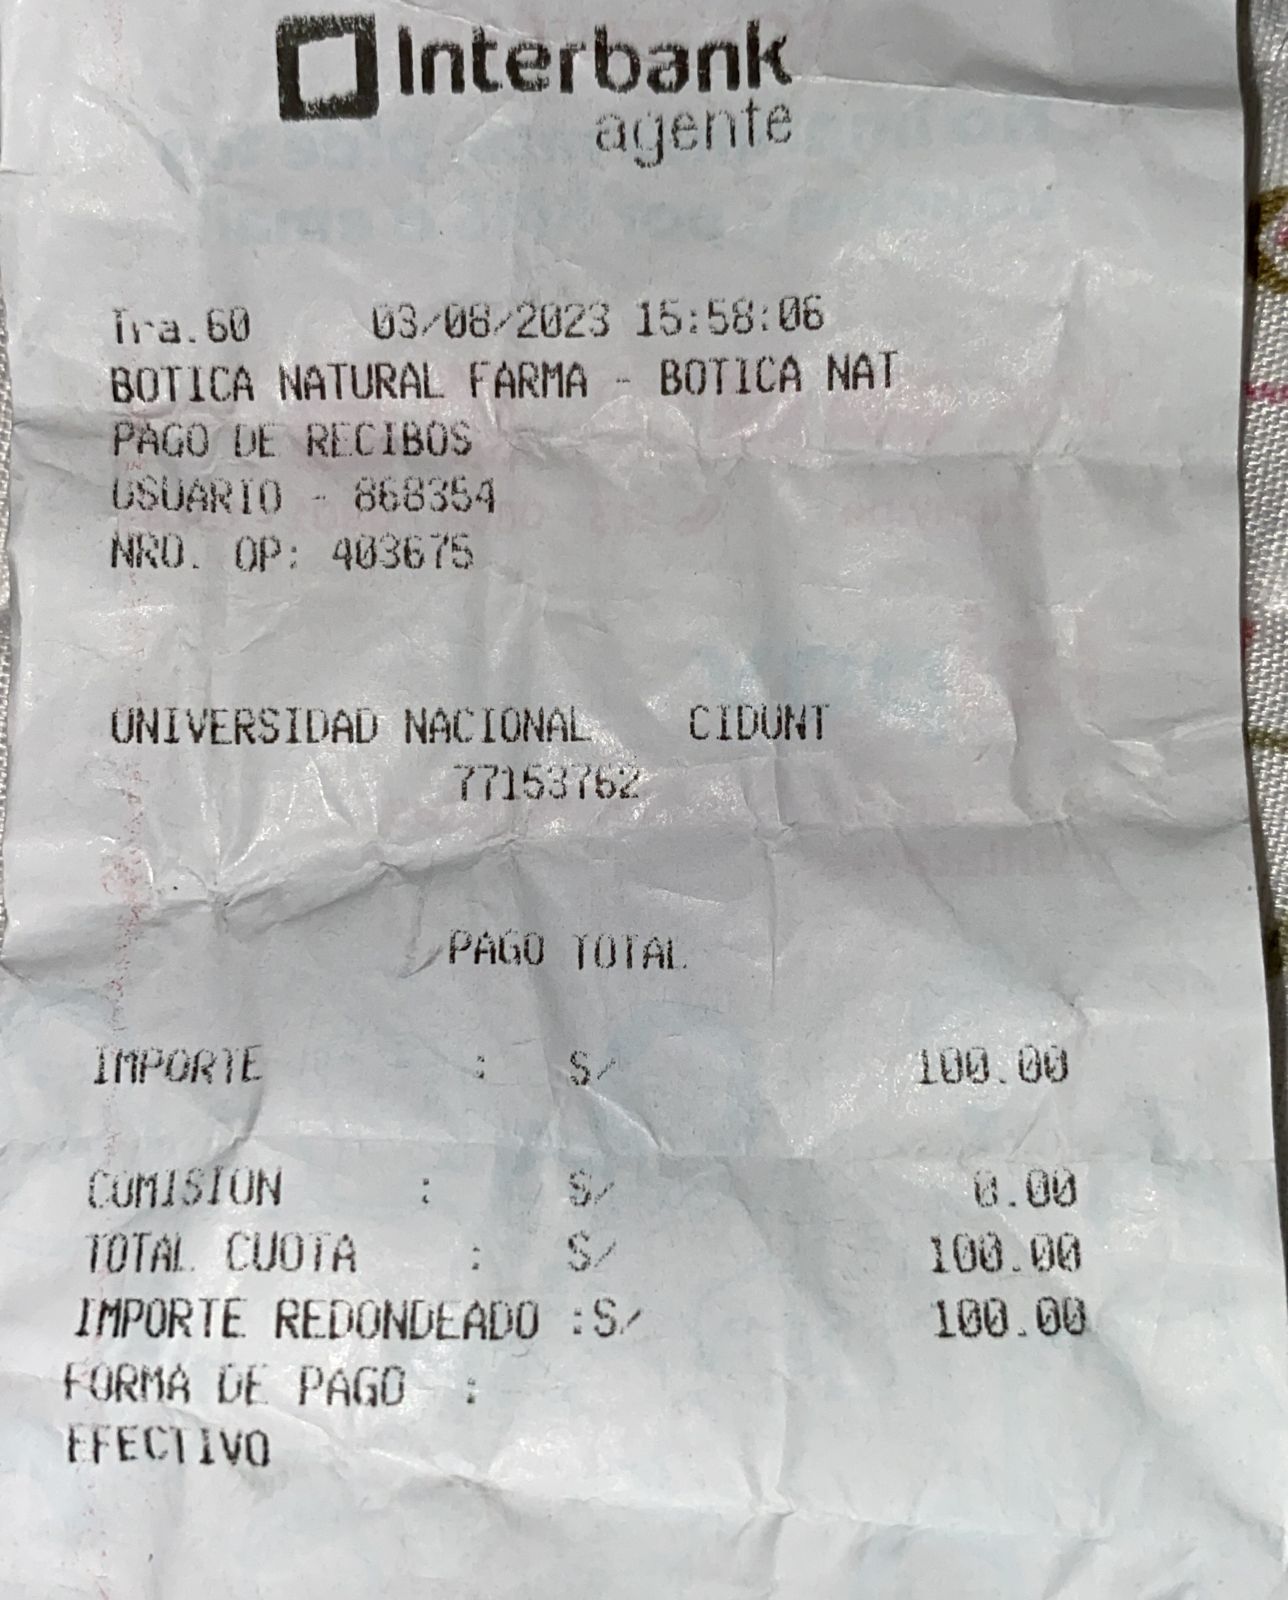 Interbank
agente
Tra.60 03/08/2023 15:58:06
BOTICA NATURAL FARMA - BOTICA NAT
PAGO DE RECIBOS
USUARIO - 868354
NRO. OP: 403675
UNIVERSIDAD NACIONAL CIDUNT
77153762
PAGO TOTAL
IMPORTE : S/ 100.00
COMISION : S/ 0.00
TOTAL CUOTA : S/ 100.00
IMPORTE REDONDEADO :S/ 100.00
FORMA DE PAGO :
EFECTIVO